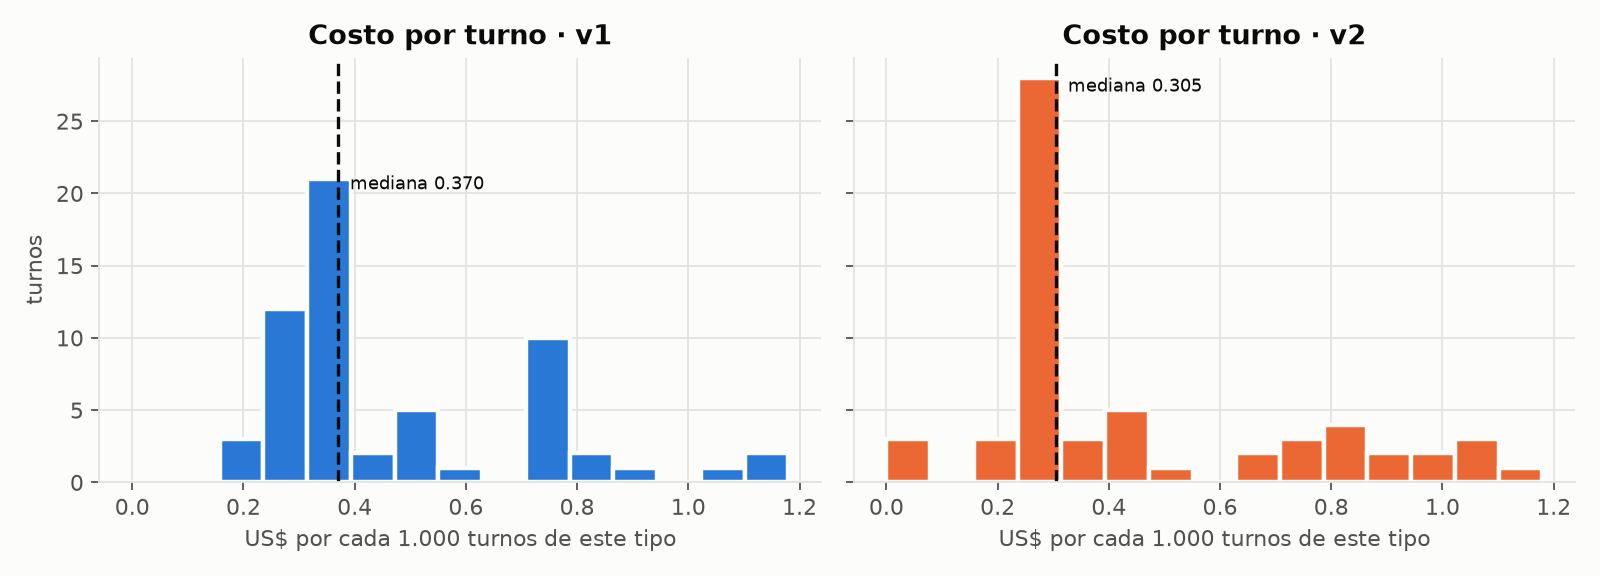 Costo por turno · v1
mediana 0.370
turnos
25
20
15
10
5
0
0.0 0.2 0.4 0.6 0.8 1.0 1.2
US$ por cada 1.000 turnos de este tipo
Costo por turno · v2
mediana 0.305
0.0 0.2 0.4 0.6 0.8 1.0 1.2
US$ por cada 1.000 turnos de este tipo